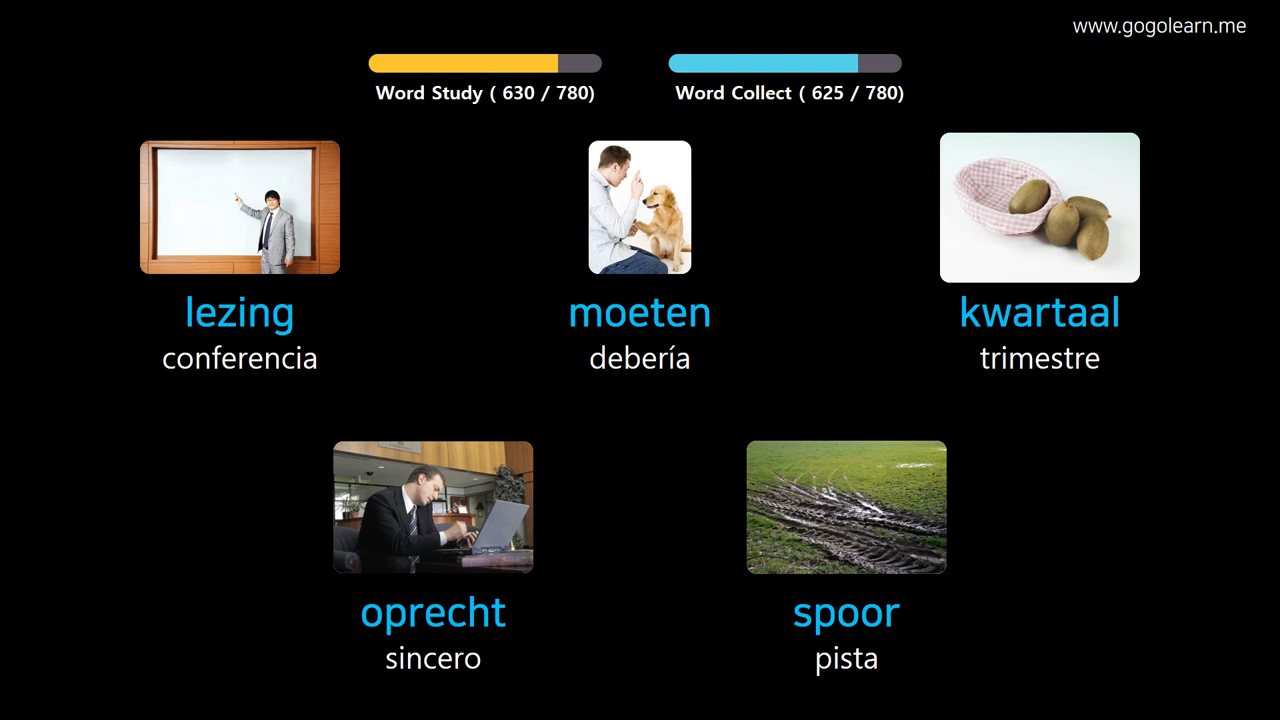 www.gogolearn.me
Word Study ( 630 / 780)
Word Collect ( 625 / 780)
lezing
conferencia
moeten
debería
kwartaal
trimestre
oprecht
sincero
spoor
pista